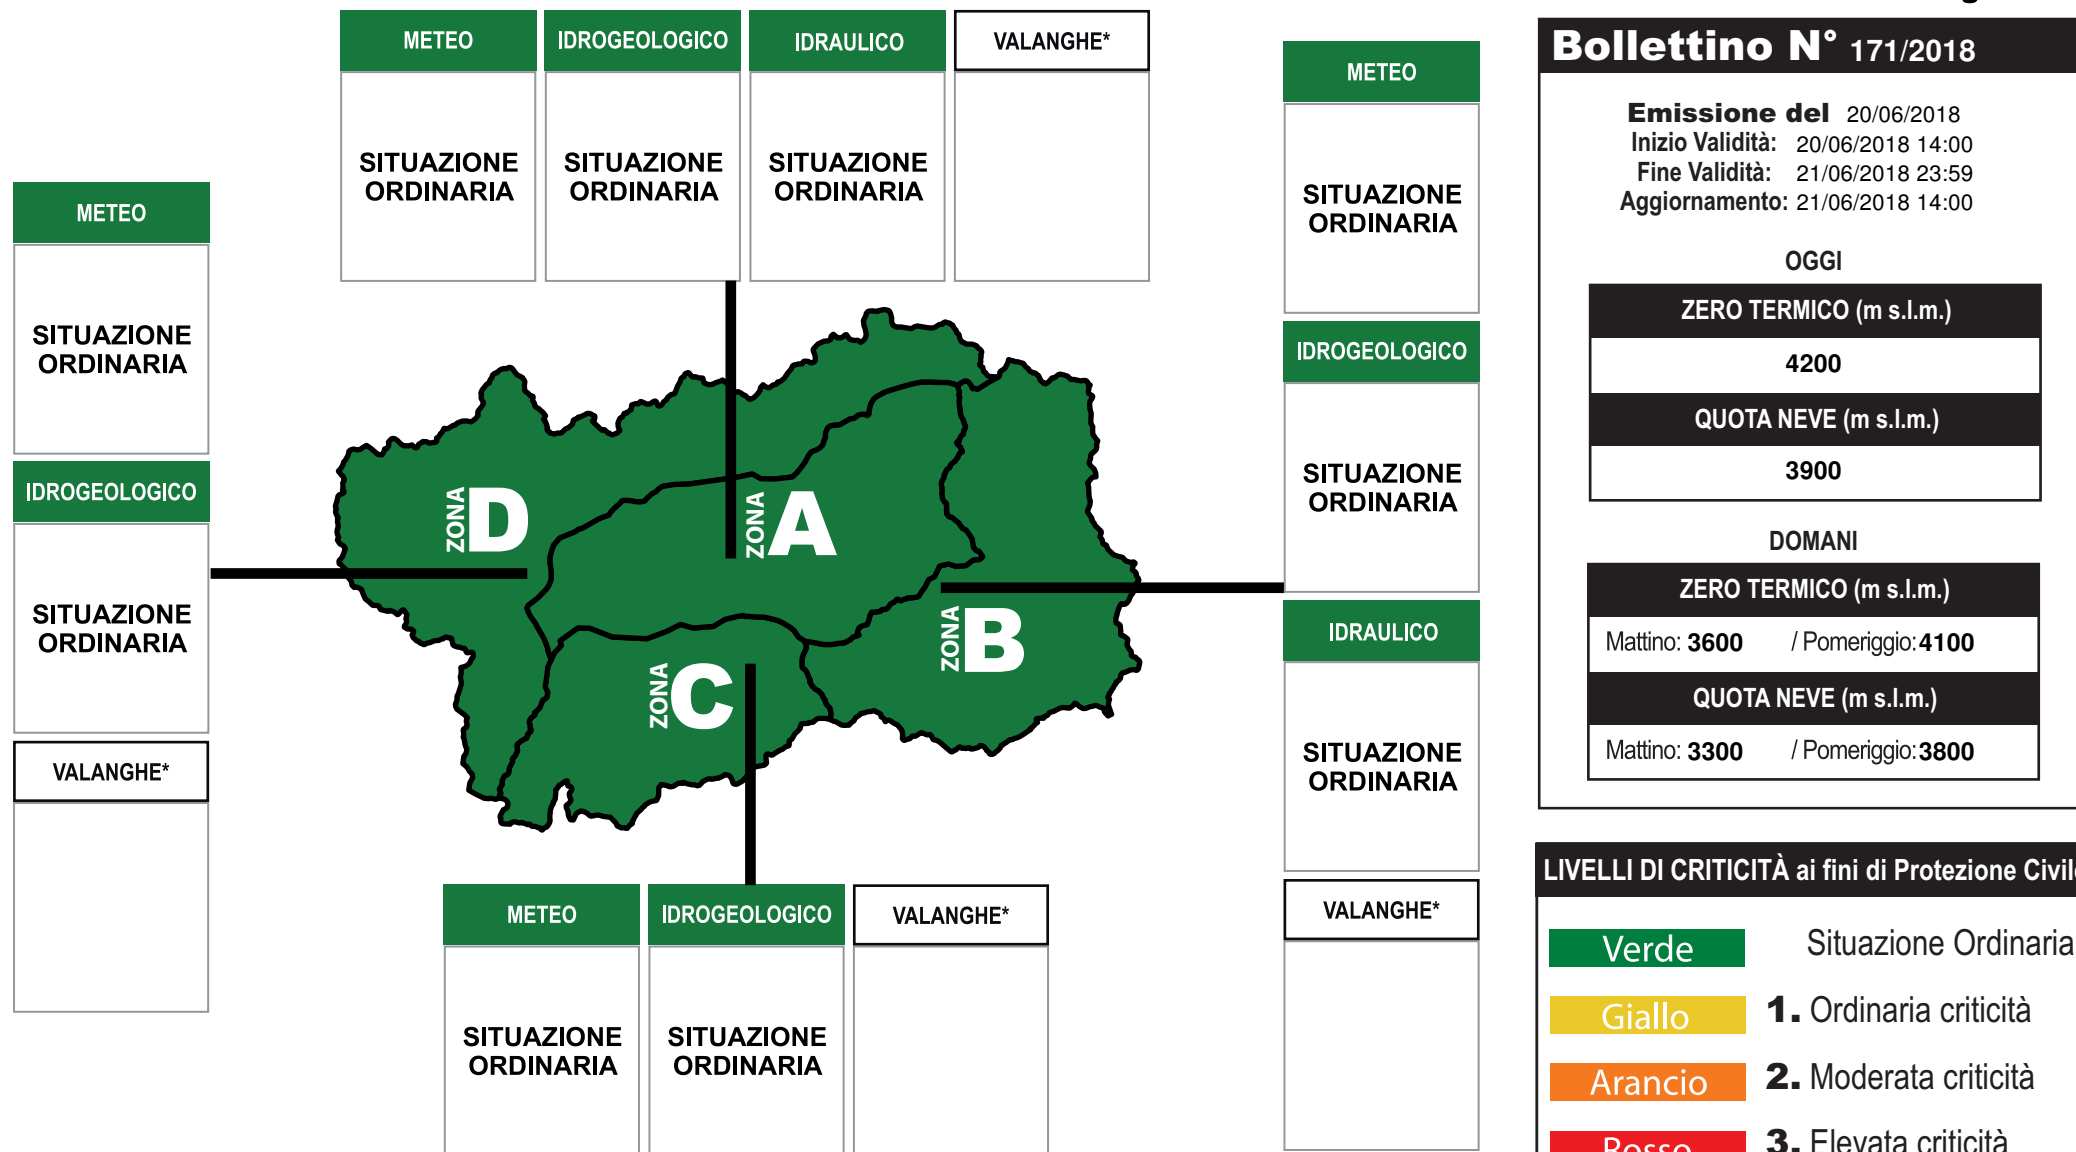 METEO
SITUAZIONE
ORDINARIA
IDROGEOLOGICO
SITUAZIONE
ORDINARIA
IDRAULICO
SITUAZIONE
ORDINARIA
VALANGHE*
METEO
SITUAZIONE
ORDINARIA
IDROGEOLOGICO
SITUAZIONE
ORDINARIA
VALANGHE*
ZONA D
ZONA A
ZONA B
ZONA C
METEO
SITUAZIONE
ORDINARIA
IDROGEOLOGICO
SITUAZIONE
ORDINARIA
IDRAULICO
SITUAZIONE
ORDINARIA
VALANGHE*
METEO
SITUAZIONE
ORDINARIA
IDROGEOLOGICO
SITUAZIONE
ORDINARIA
VALANGHE*
Bollettino N° 171/2018
Emissione del 20/06/2018
Inizio Validità: 20/06/2018 14:00
Fine Validità: 21/06/2018 23:59
Aggiornamento: 21/06/2018 14:00
OGGI
ZERO TERMICO (m s.l.m.)
4200
QUOTA NEVE (m s.l.m.)
3900
DOMANI
ZERO TERMICO (m s.l.m.)
Mattino: 3600 / Pomeriggio: 4100
QUOTA NEVE (m s.l.m.)
Mattino: 3300 / Pomeriggio: 3800
LIVELLI DI CRITICITÀ ai fini di Protezione Civile
Verde Situazione Ordinaria
Giallo 1. Ordinaria criticità
Arancio 2. Moderata criticità
Rosso 3. Elevata criticità